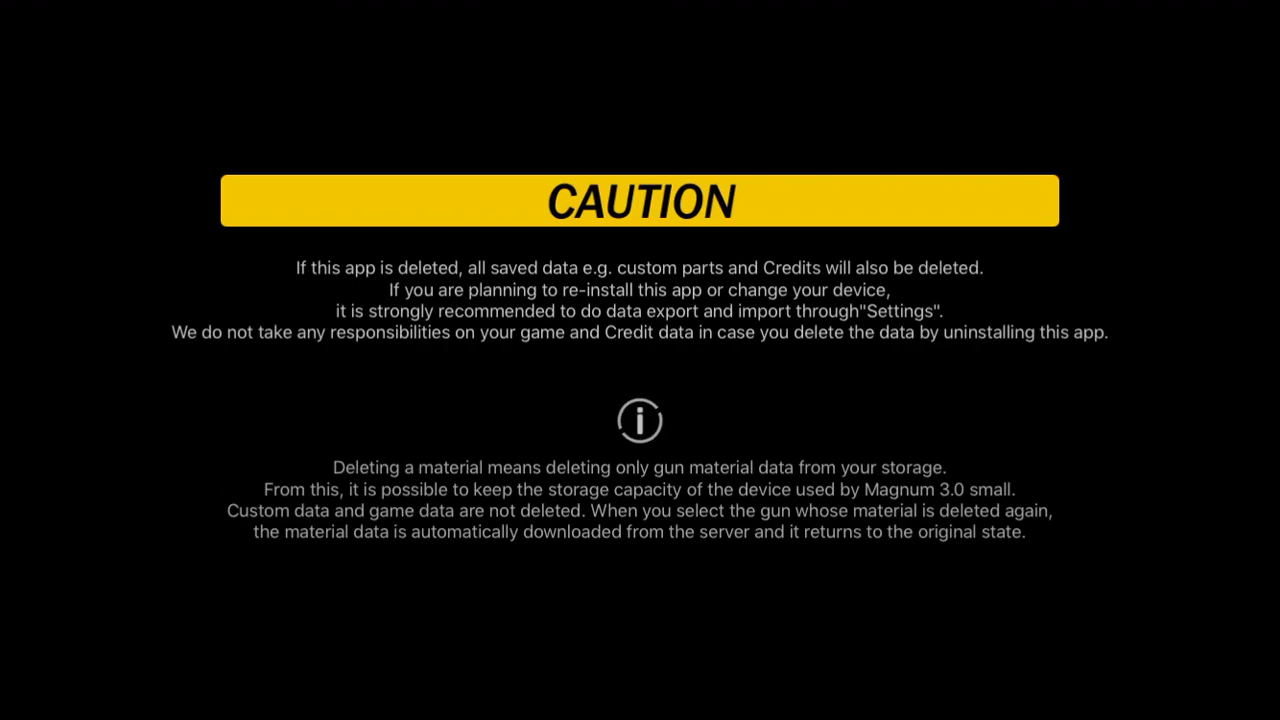 CAUTION
If this app is deleted, all saved data e.g. custom parts and Credits will also be deleted.
If you are planning to re-install this app or change your device,
it is strongly recommended to do data export and import through"Settings".
We do not take any responsibilities on your game and Credit data in case you delete the data by uninstalling this app.
Deleting a material means deleting only gun material data from your storage.
From this, it is possible to keep the storage capacity of the device used by Magnum 3.0 small.
Custom data and game data are not deleted. When you select the gun whose material is deleted again,
the material data is automatically downloaded from the server and it returns to the original state.